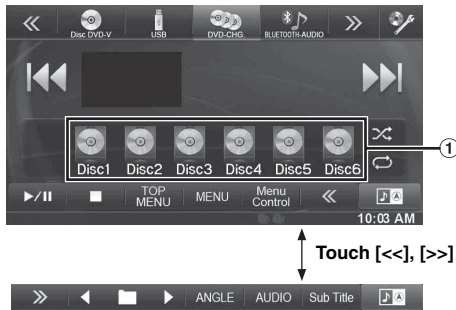 Disc DVD-V USB DVD-CHG. BLUETOOTH-AUDIO
1
Disc1 Disc2 Disc3 Disc4 Disc5 Disc6
TOP MENU MENU Menu Control
10:03 AM
Touch [<<], [>>]
ANGLE AUDIO Sub Title